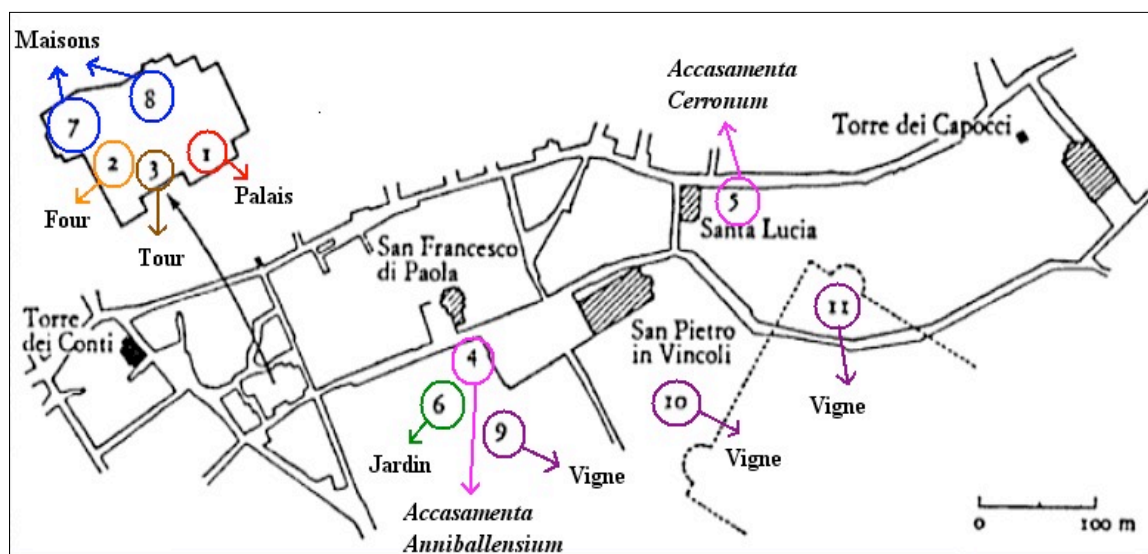 Maisons
8
7
2
3
1
Four
Palais
Tour
Accasamenta
Cerronum
5
Santa Lucia
Torre dei Capocci
San Francesco
di Paola
Torre
dei Conti
4
San Pietro
in Vincoli
11
6
9
10
Jardin
Vigne
Vigne
Vigne
Accasamenta
Anniballensium
0 100 m